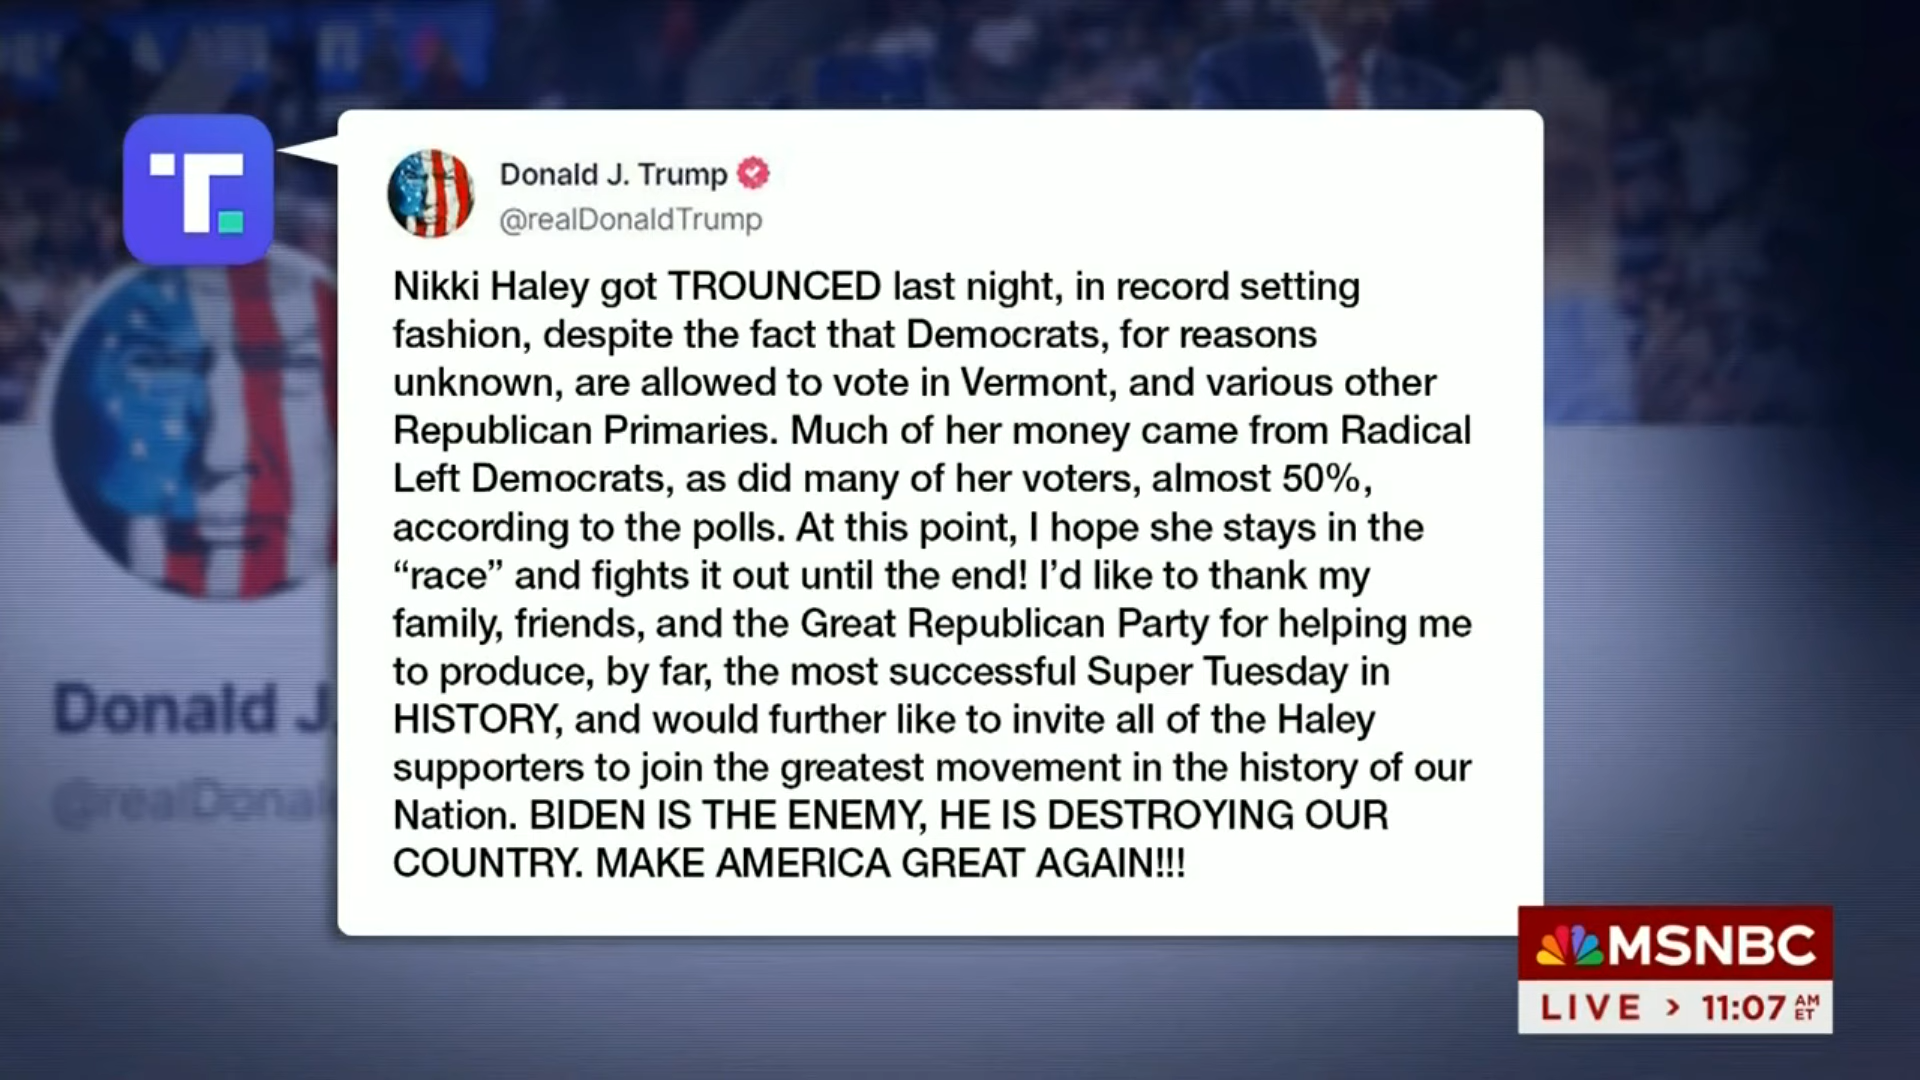 Donald J. Trump
@realDonaldTrump
Nikki Haley got TROUNCED last night, in record setting
fashion, despite the fact that Democrats, for reasons
unknown, are allowed to vote in Vermont, and various other
Republican Primaries. Much of her money came from Radical
Left Democrats, as did many of her voters, almost 50%,
according to the polls. At this point, I hope she stays in the
“race” and fights it out until the end! I’d like to thank my
family, friends, and the Great Republican Party for helping me
to produce, by far, the most successful Super Tuesday in
HISTORY, and would further like to invite all of the Haley
supporters to join the greatest movement in the history of our
Nation. BIDEN IS THE ENEMY, HE IS DESTROYING OUR
COUNTRY. MAKE AMERICA GREAT AGAIN!!!
Donald J.
@realDonal
MSNBC
LIVE > 11:07 AM ET